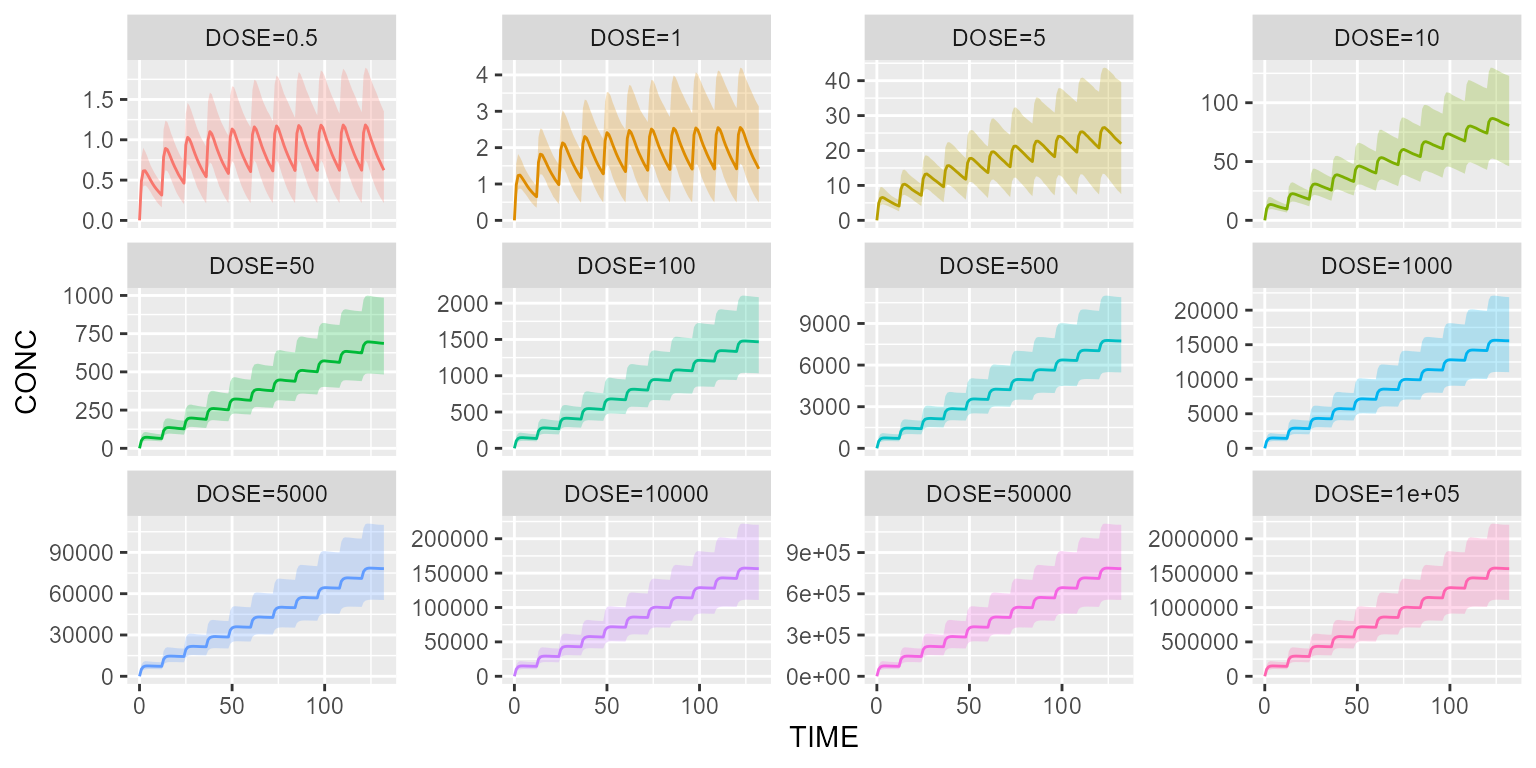 DOSE=0.5 DOSE=1 DOSE=5 DOSE=10
1.5 1.0 0.5 0.0
4 3 2 1 0
40 30 20 10 0
100 50 0
CONC
DOSE=50 DOSE=100 DOSE=500 DOSE=1000
1000 750 500 250 0
2000 1500 1000 500 0
9000 6000 3000 0
20000 15000 10000 5000 0
DOSE=5000 DOSE=10000 DOSE=50000 DOSE=1e+05
90000 60000 30000 0
200000 150000 100000 50000 0
9e+05 6e+05 3e+05 0e+00
2000000 1500000 1000000 500000 0
0 50 100 0 50 100 0 50 100 0 50 100
TIME